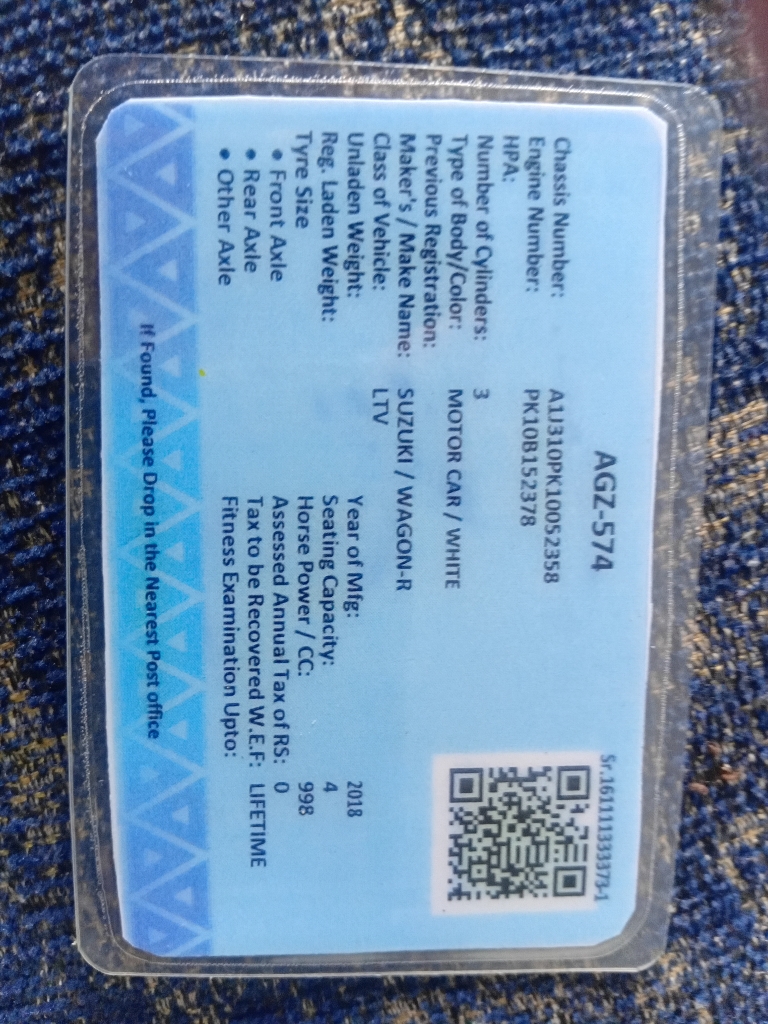 Sr.1611113333373-1
AGZ-574
Chassis Number: A1J310PK10052358
Engine Number: PK10B152378
HPA:
Number of Cylinders: 3
Type of Body/Color: MOTOR CAR / WHITE
Previous Registration:
Maker's / Make Name: SUZUKI / WAGON-R
Class of Vehicle: LTV
Unladen Weight: Year of Mfg: 2018
Reg. Laden Weight: Seating Capacity: 4
Tyre Size Horse Power / CC: 998
• Front Axle Assessed Annual Tax of RS: 0
• Rear Axle Tax to be Recovered W.E.F: LIFETIME
• Other Axle Fitness Examination Upto:
If Found, Please Drop in the Nearest Post office